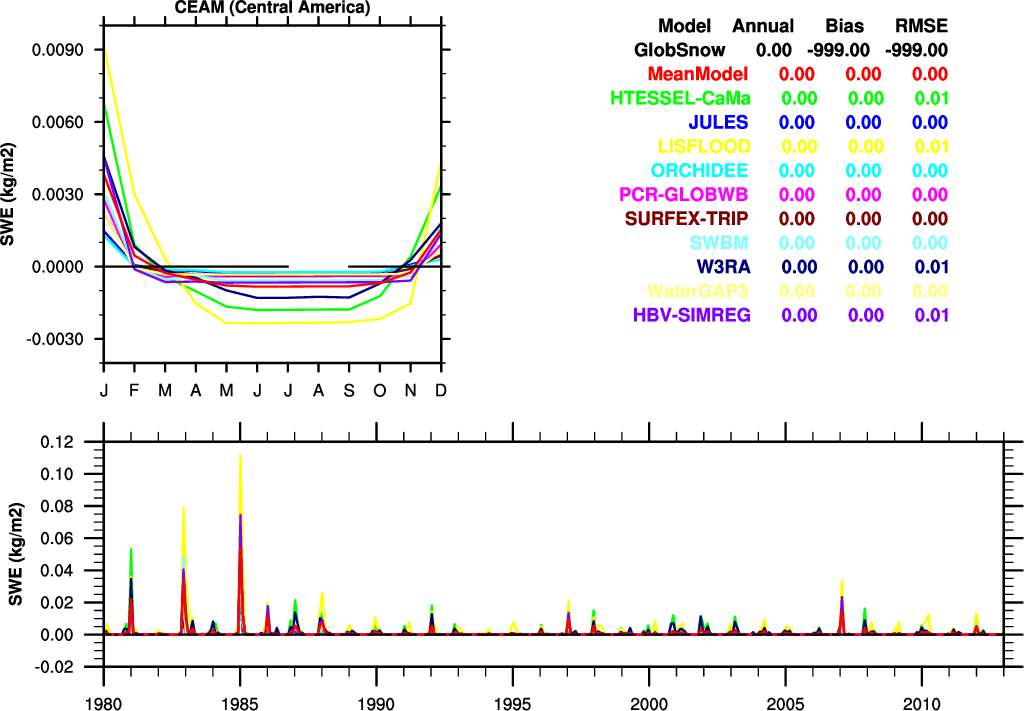 CEAM (Central America)
SWE (kg/m2)
0.0090
0.0060
0.0030
0.0000
-0.0030
J F M A M J J A S O N D
Model Annual Bias RMSE
GlobSnow 0.00 -999.00 -999.00
MeanModel 0.00 0.00 0.00
HTESSEL-CaMa 0.00 0.00 0.01
JULES 0.00 0.00 0.00
LISFLOOD 0.00 0.00 0.01
ORCHIDEE 0.00 0.00 0.00
PCR-GLOBWB 0.00 0.00 0.00
SURFEX-TRIP 0.00 0.00 0.00
SWBM 0.00 0.00 0.00
W3RA 0.00 0.00 0.01
WaterGAP3 0.00 0.00 0.00
HBV-SIMREG 0.00 0.00 0.01
SWE (kg/m2)
0.12
0.10
0.08
0.06
0.04
0.02
0.00
-0.02
1980 1985 1990 1995 2000 2005 2010